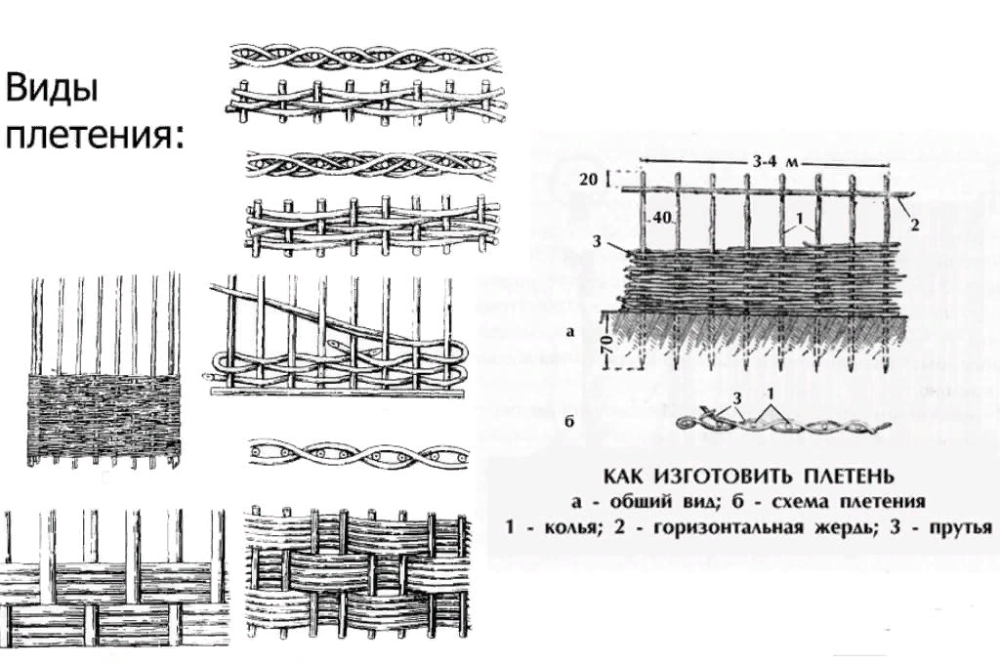 Виды
плетения:
3-4 м
20
40
1
2
3
а
70
3
1
б
КАК ИЗГОТОВИТЬ ПЛЕТЕНЬ
а - обший вид; б - схема плетения
1 - колья; 2 - горизонтальная жердь; 3 - прутья